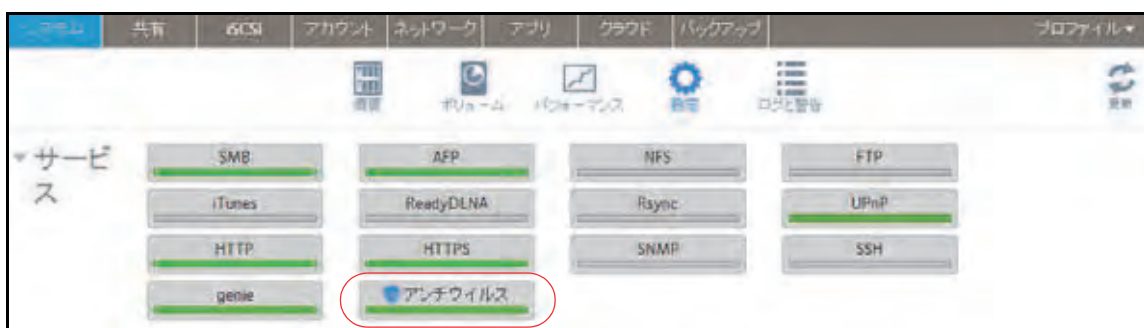 システム 共有 iSCSI アカウント ネットワーク アプリ クラウド バックアップ プロファイル
概要 ボリューム パフォーマンス 設定 ログと警告 更新
サービス
SMB AFP NFS FTP
iTunes ReadyDLNA Rsync UPnP
HTTP HTTPS SNMP SSH
genie アンチウイルス